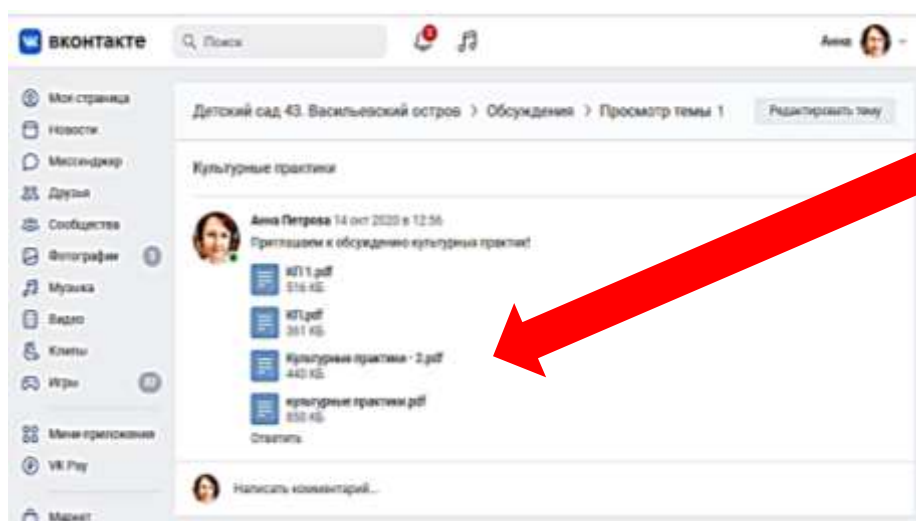 вконтакте
Поиск
Анна
Моя страница
Новости
Мессенджер
Друзья
Сообщества
Фотографии
Музыка
Видео
Клипы
Игры
Мини-приложения
VK Pay
Маркет
Детский сад 43. Васильевский остров > Обсуждения > Просмотр темы 1
Редактировать тему
Культурные практики
Анна Петрова 14 окт 2020 в 12:56
Приглашаем к обсуждению культурных практик!
КП 1.pdf
516 КБ
КП.pdf
361 КБ
Культурные практики - 2.pdf
440 КБ
культурные практики.pdf
850 КБ
Ответить
Написать комментарий...